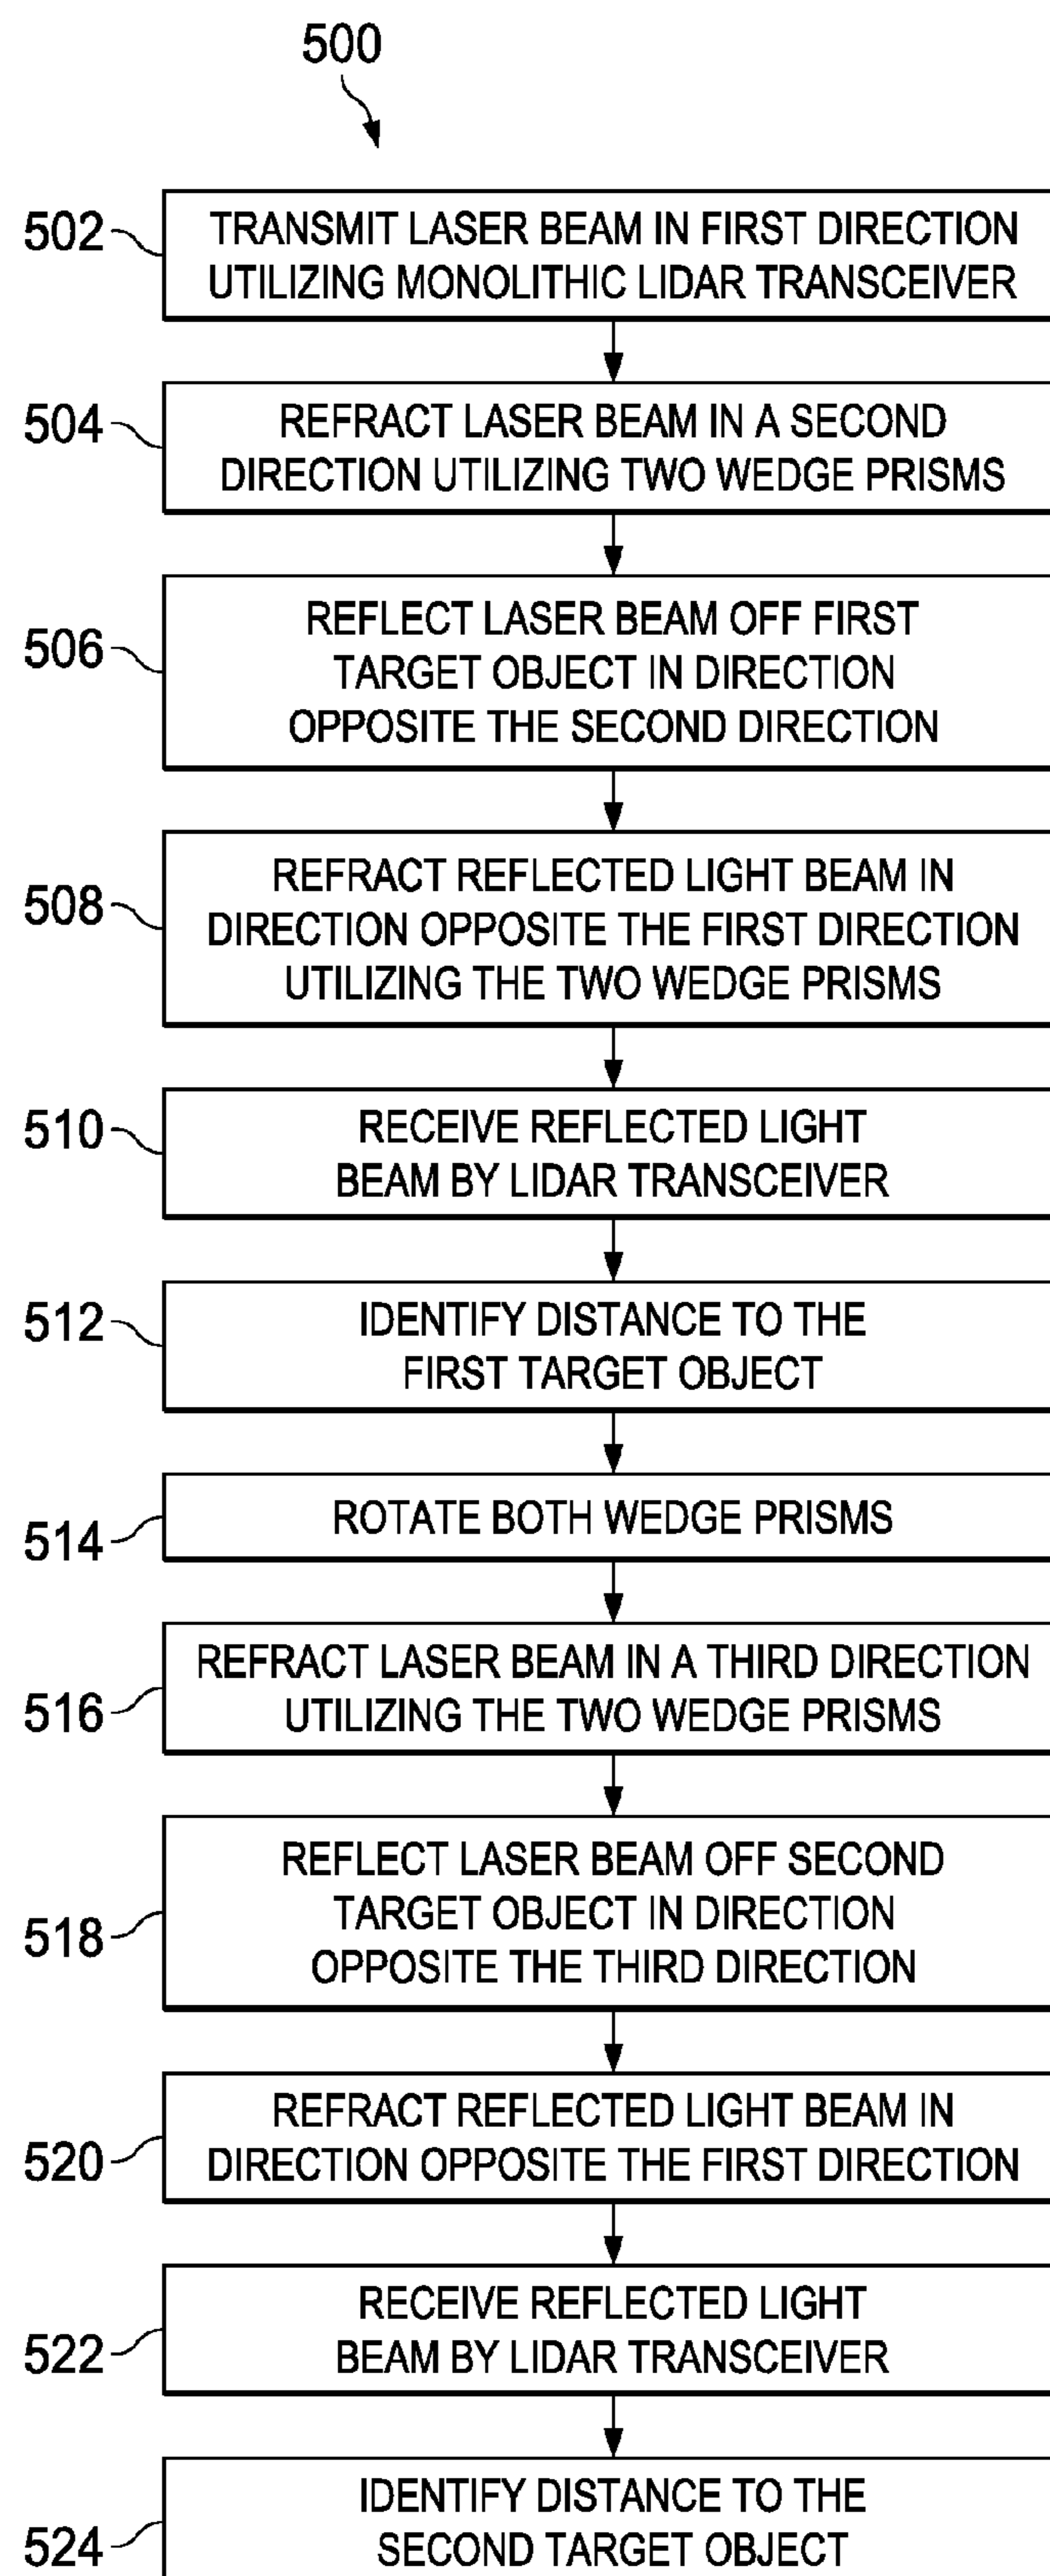 500
502
TRANSMIT LASER BEAM IN FIRST DIRECTION
UTILIZING MONOLITHIC LIDAR TRANSCEIVER
504
REFRACT LASER BEAM IN A SECOND
DIRECTION UTILIZING TWO WEDGE PRISMS
506
REFLECT LASER BEAM OFF FIRST
TARGET OBJECT IN DIRECTION
OPPOSITE THE SECOND DIRECTION
508
REFRACT REFLECTED LIGHT BEAM IN
DIRECTION OPPOSITE THE FIRST DIRECTION
UTILIZING THE TWO WEDGE PRISMS
510
RECEIVE REFLECTED LIGHT
BEAM BY LIDAR TRANSCEIVER
512
IDENTIFY DISTANCE TO THE
FIRST TARGET OBJECT
514
ROTATE BOTH WEDGE PRISMS
516
REFRACT LASER BEAM IN A THIRD DIRECTION
UTILIZING THE TWO WEDGE PRISMS
518
REFLECT LASER BEAM OFF SECOND
TARGET OBJECT IN DIRECTION
OPPOSITE THE THIRD DIRECTION
520
REFRACT REFLECTED LIGHT BEAM IN
DIRECTION OPPOSITE THE FIRST DIRECTION
522
RECEIVE REFLECTED LIGHT
BEAM BY LIDAR TRANSCEIVER
524
IDENTIFY DISTANCE TO THE
SECOND TARGET OBJECT